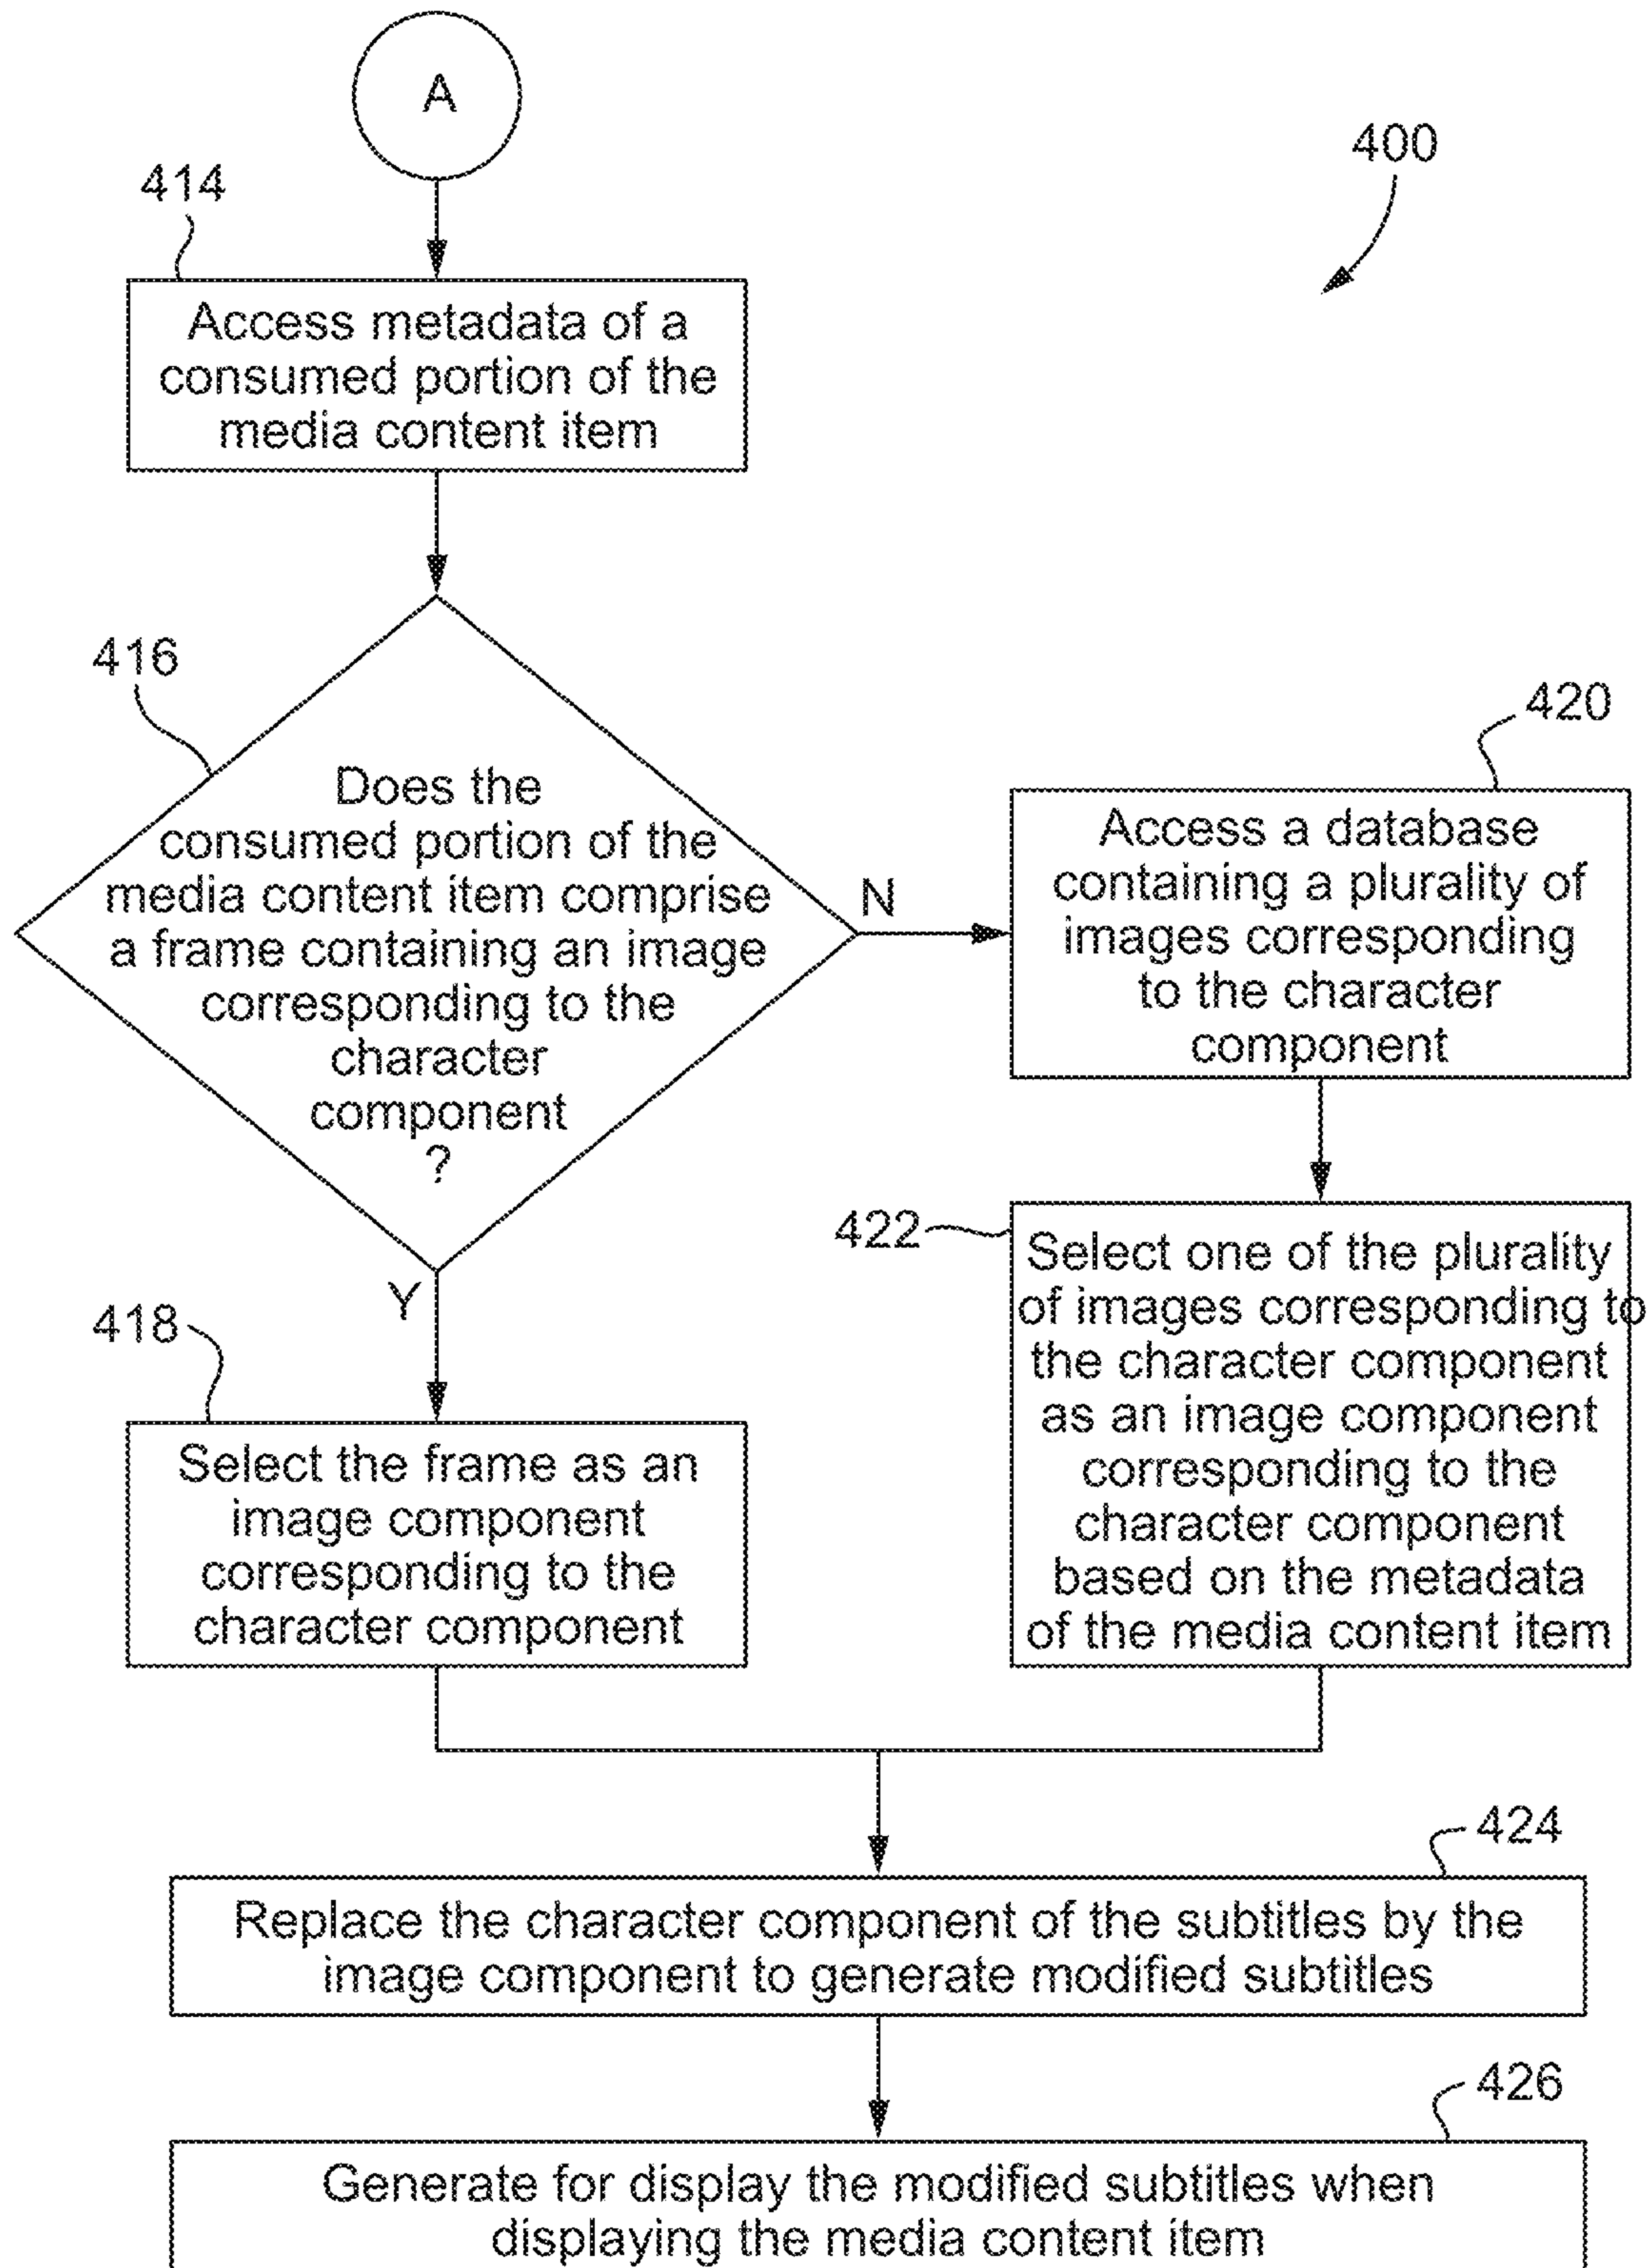 A
400
414
Access metadata of a
consumed portion of the
media content item
416
Does the
consumed portion of the
media content item comprise
a frame containing an image
corresponding to the
character
component
?
N
420
Access a database
containing a plurality of
images corresponding
to the character
component
Y
422
Select one of the plurality
of images corresponding to
the character component
as an image component
corresponding to the
character component
based on the metadata
of the media content item
418
Select the frame as an
image component
corresponding to the
character component
424
Replace the character component of the subtitles by the
image component to generate modified subtitles
426
Generate for display the modified subtitles when
displaying the media content item